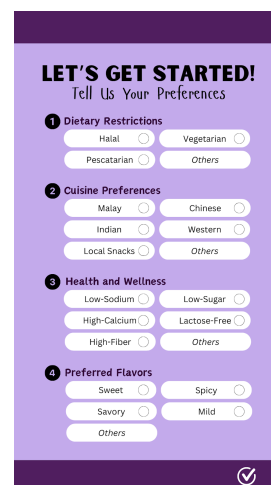 LET'S GET STARTED!
Tell Us Your Preferences
1 Dietary Restrictions
Halal Vegetarian
Pescatarian Others
2 Cuisine Preferences
Malay Chinese
Indian Western
Local Snacks Others
3 Health and Wellness
Low-Sodium Low-Sugar
High-Calcium Lactose-Free
High-Fiber Others
4 Preferred Flavors
Sweet Spicy
Savory Mild
Others